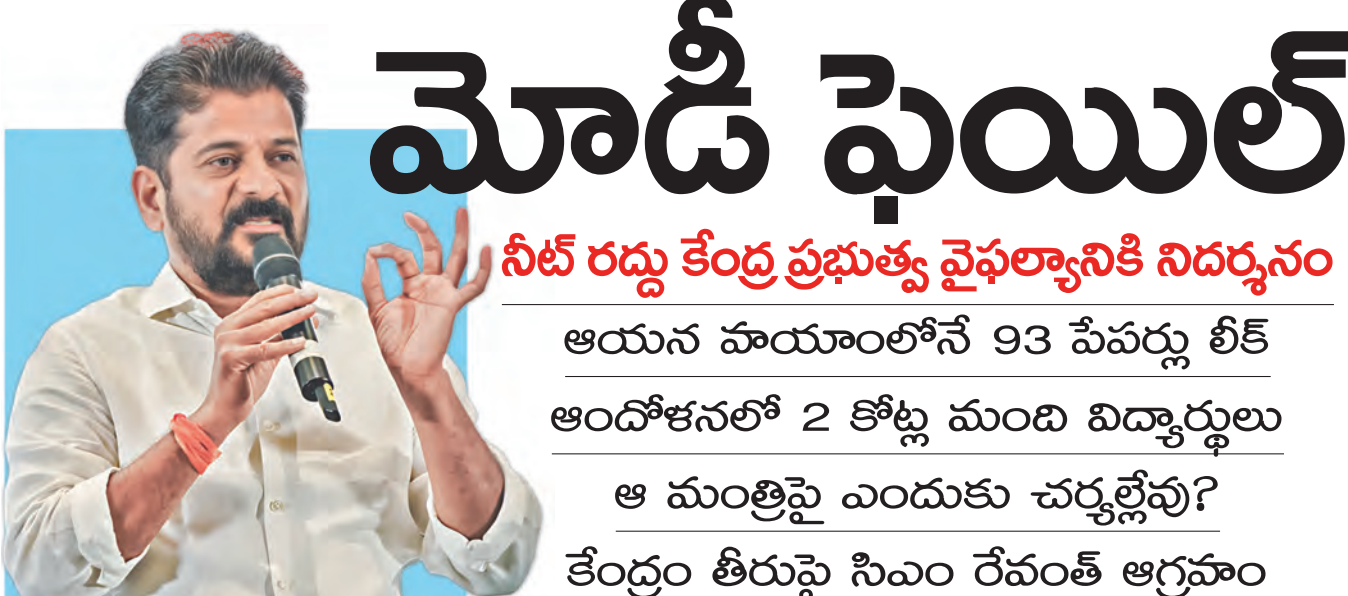 మోడీ ఫెయిల్
నీట్ రద్దు కేంద్ర ప్రభుత్వ వైఫల్యానికి నిదర్శనం
ఆయన హయాంలోనే 93 పేపర్లు లీక్
ఆందోళనలో 2 కోట్ల మంది విద్యార్థులు
ఆ మంత్రిపై ఎందుకు చర్యల్లేవు?
కేంద్రం తీరుపై సిఎం రేవంత్ ఆగ్రహం